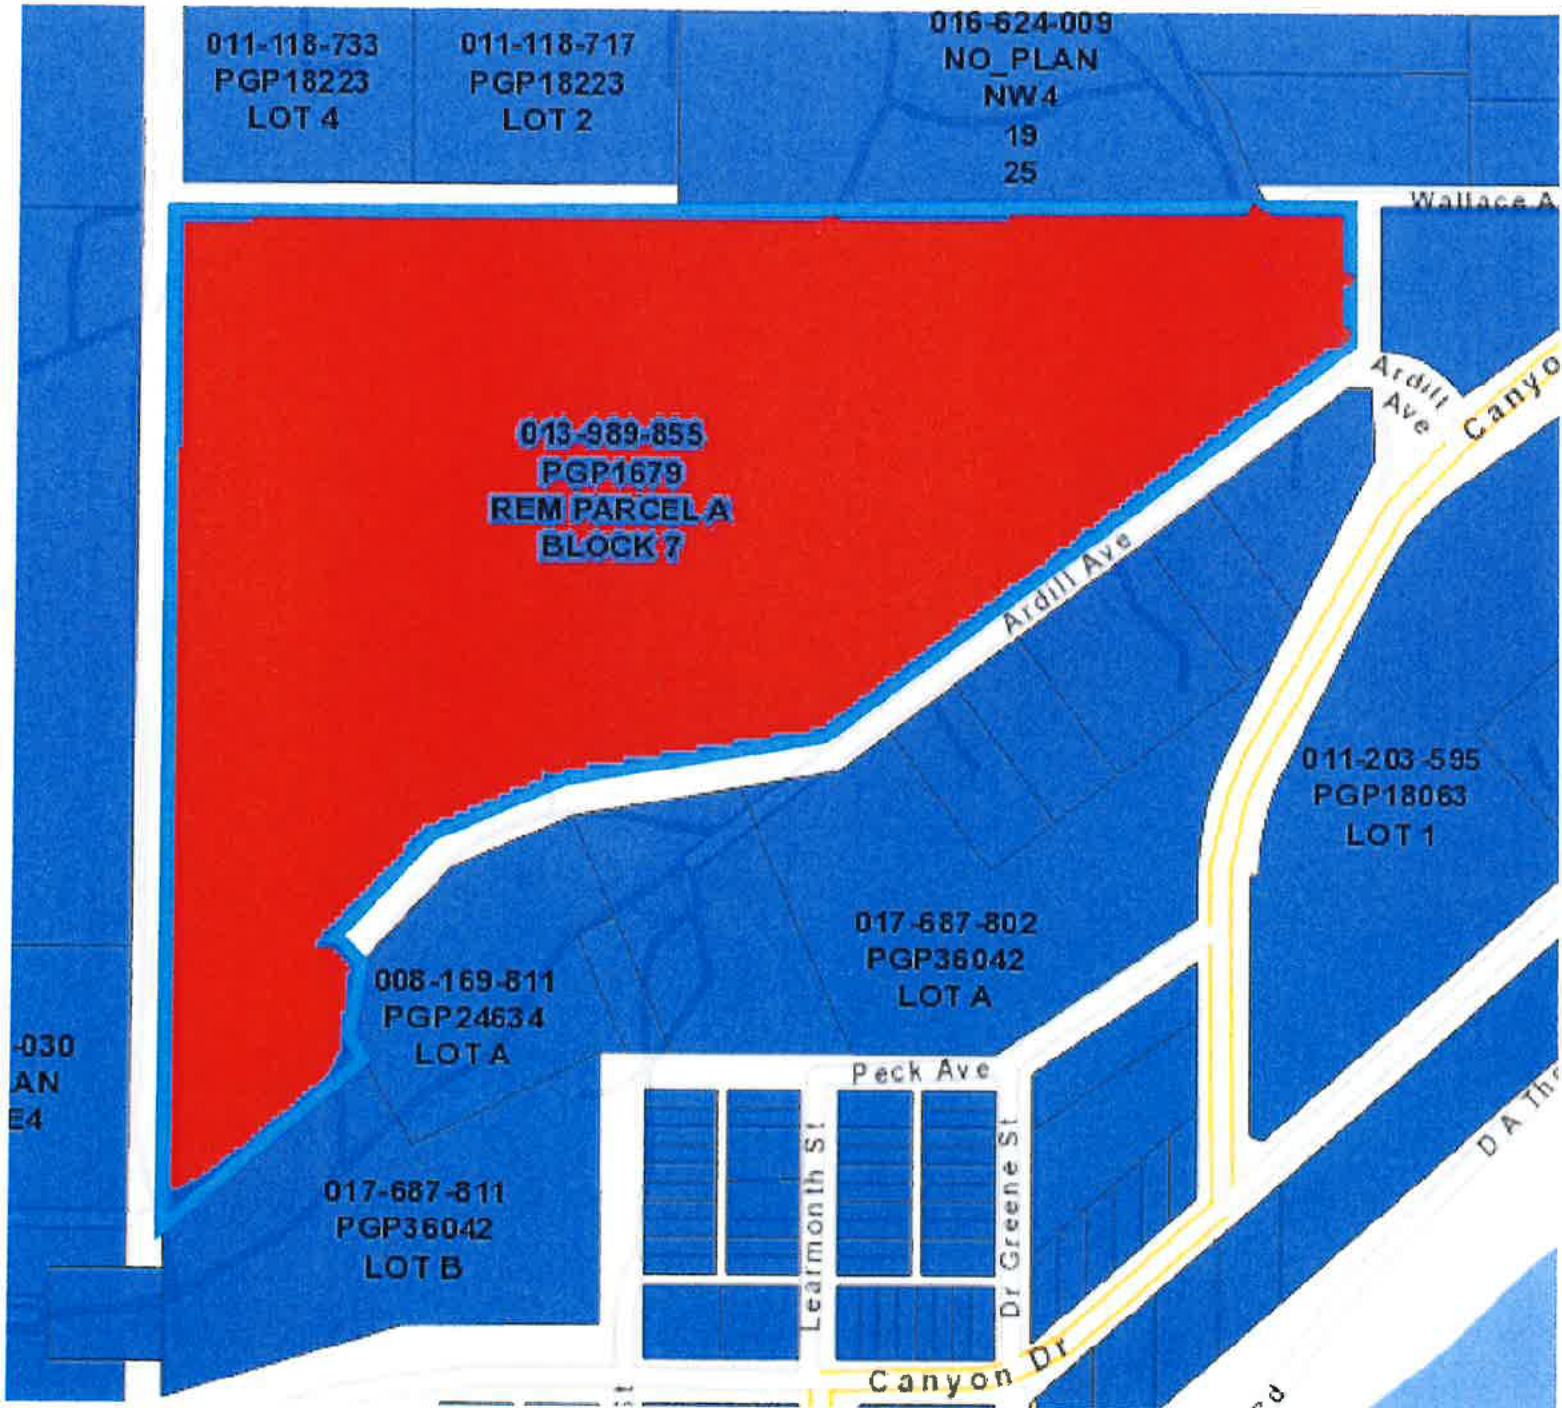 011-118-733
PGP18223
LOT 4
011-118-717
PGP18223
LOT 2
016-624-009
NO_PLAN
NW4
19
25
Wallace A
Ardill
Ave
Canyo
013-989-855
PGP1679
REM PARCEL A
BLOCK 7
Ardill Ave
011-203-595
PGP18063
LOT 1
017-687-802
PGP36042
LOT A
008-169-811
PGP24634
LOT A
-030
AN
E4
Peck Ave
Learmonth St
Dr Greene St
D A Tho
017-687-811
PGP36042
LOT B
Canyon Dr